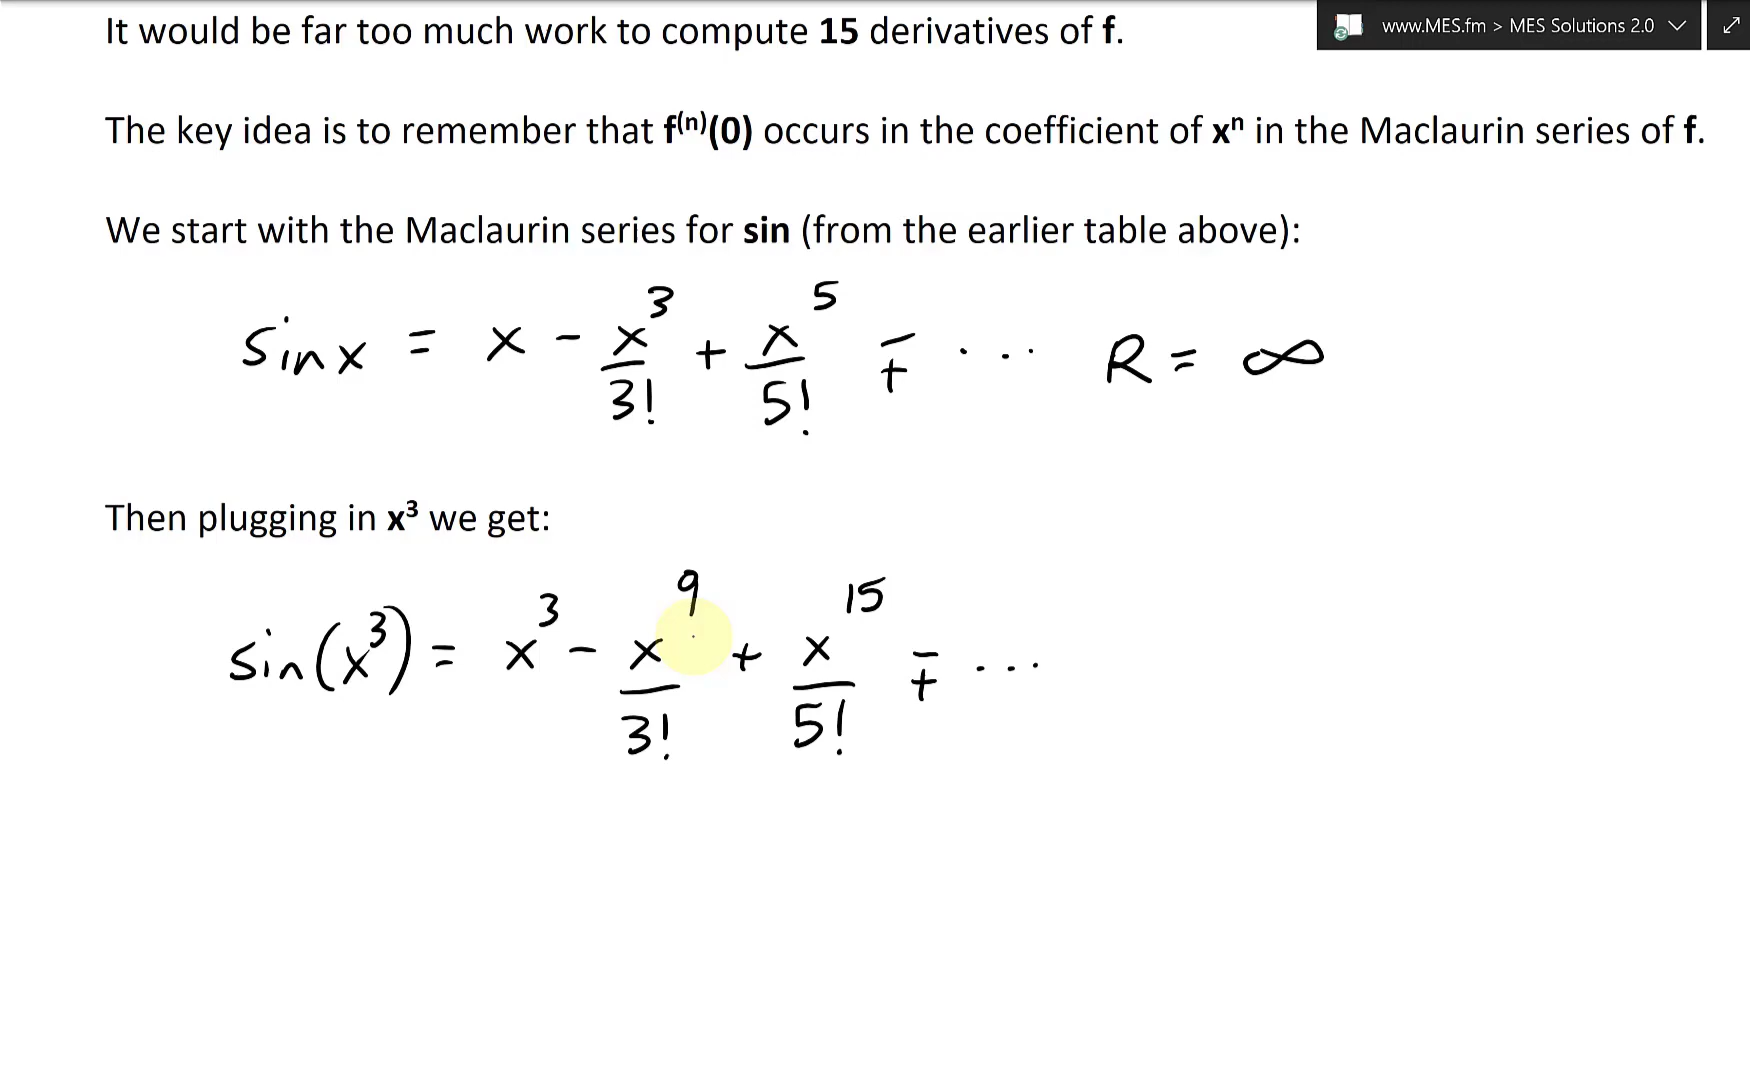 It would be far too much work to compute 15 derivatives of f.
www.MES.fm > MES Solutions 2.0
The key idea is to remember that f⁽ⁿ⁾(0) occurs in the coefficient of xⁿ in the Maclaurin series of f.
We start with the Maclaurin series for sin (from the earlier table above):
sin x = x - x³/3! + x⁵/5! ∓ ... R = ∞
Then plugging in x³ we get:
sin(x³) = x³ - x⁹/3! + x¹⁵/5! ∓ ...